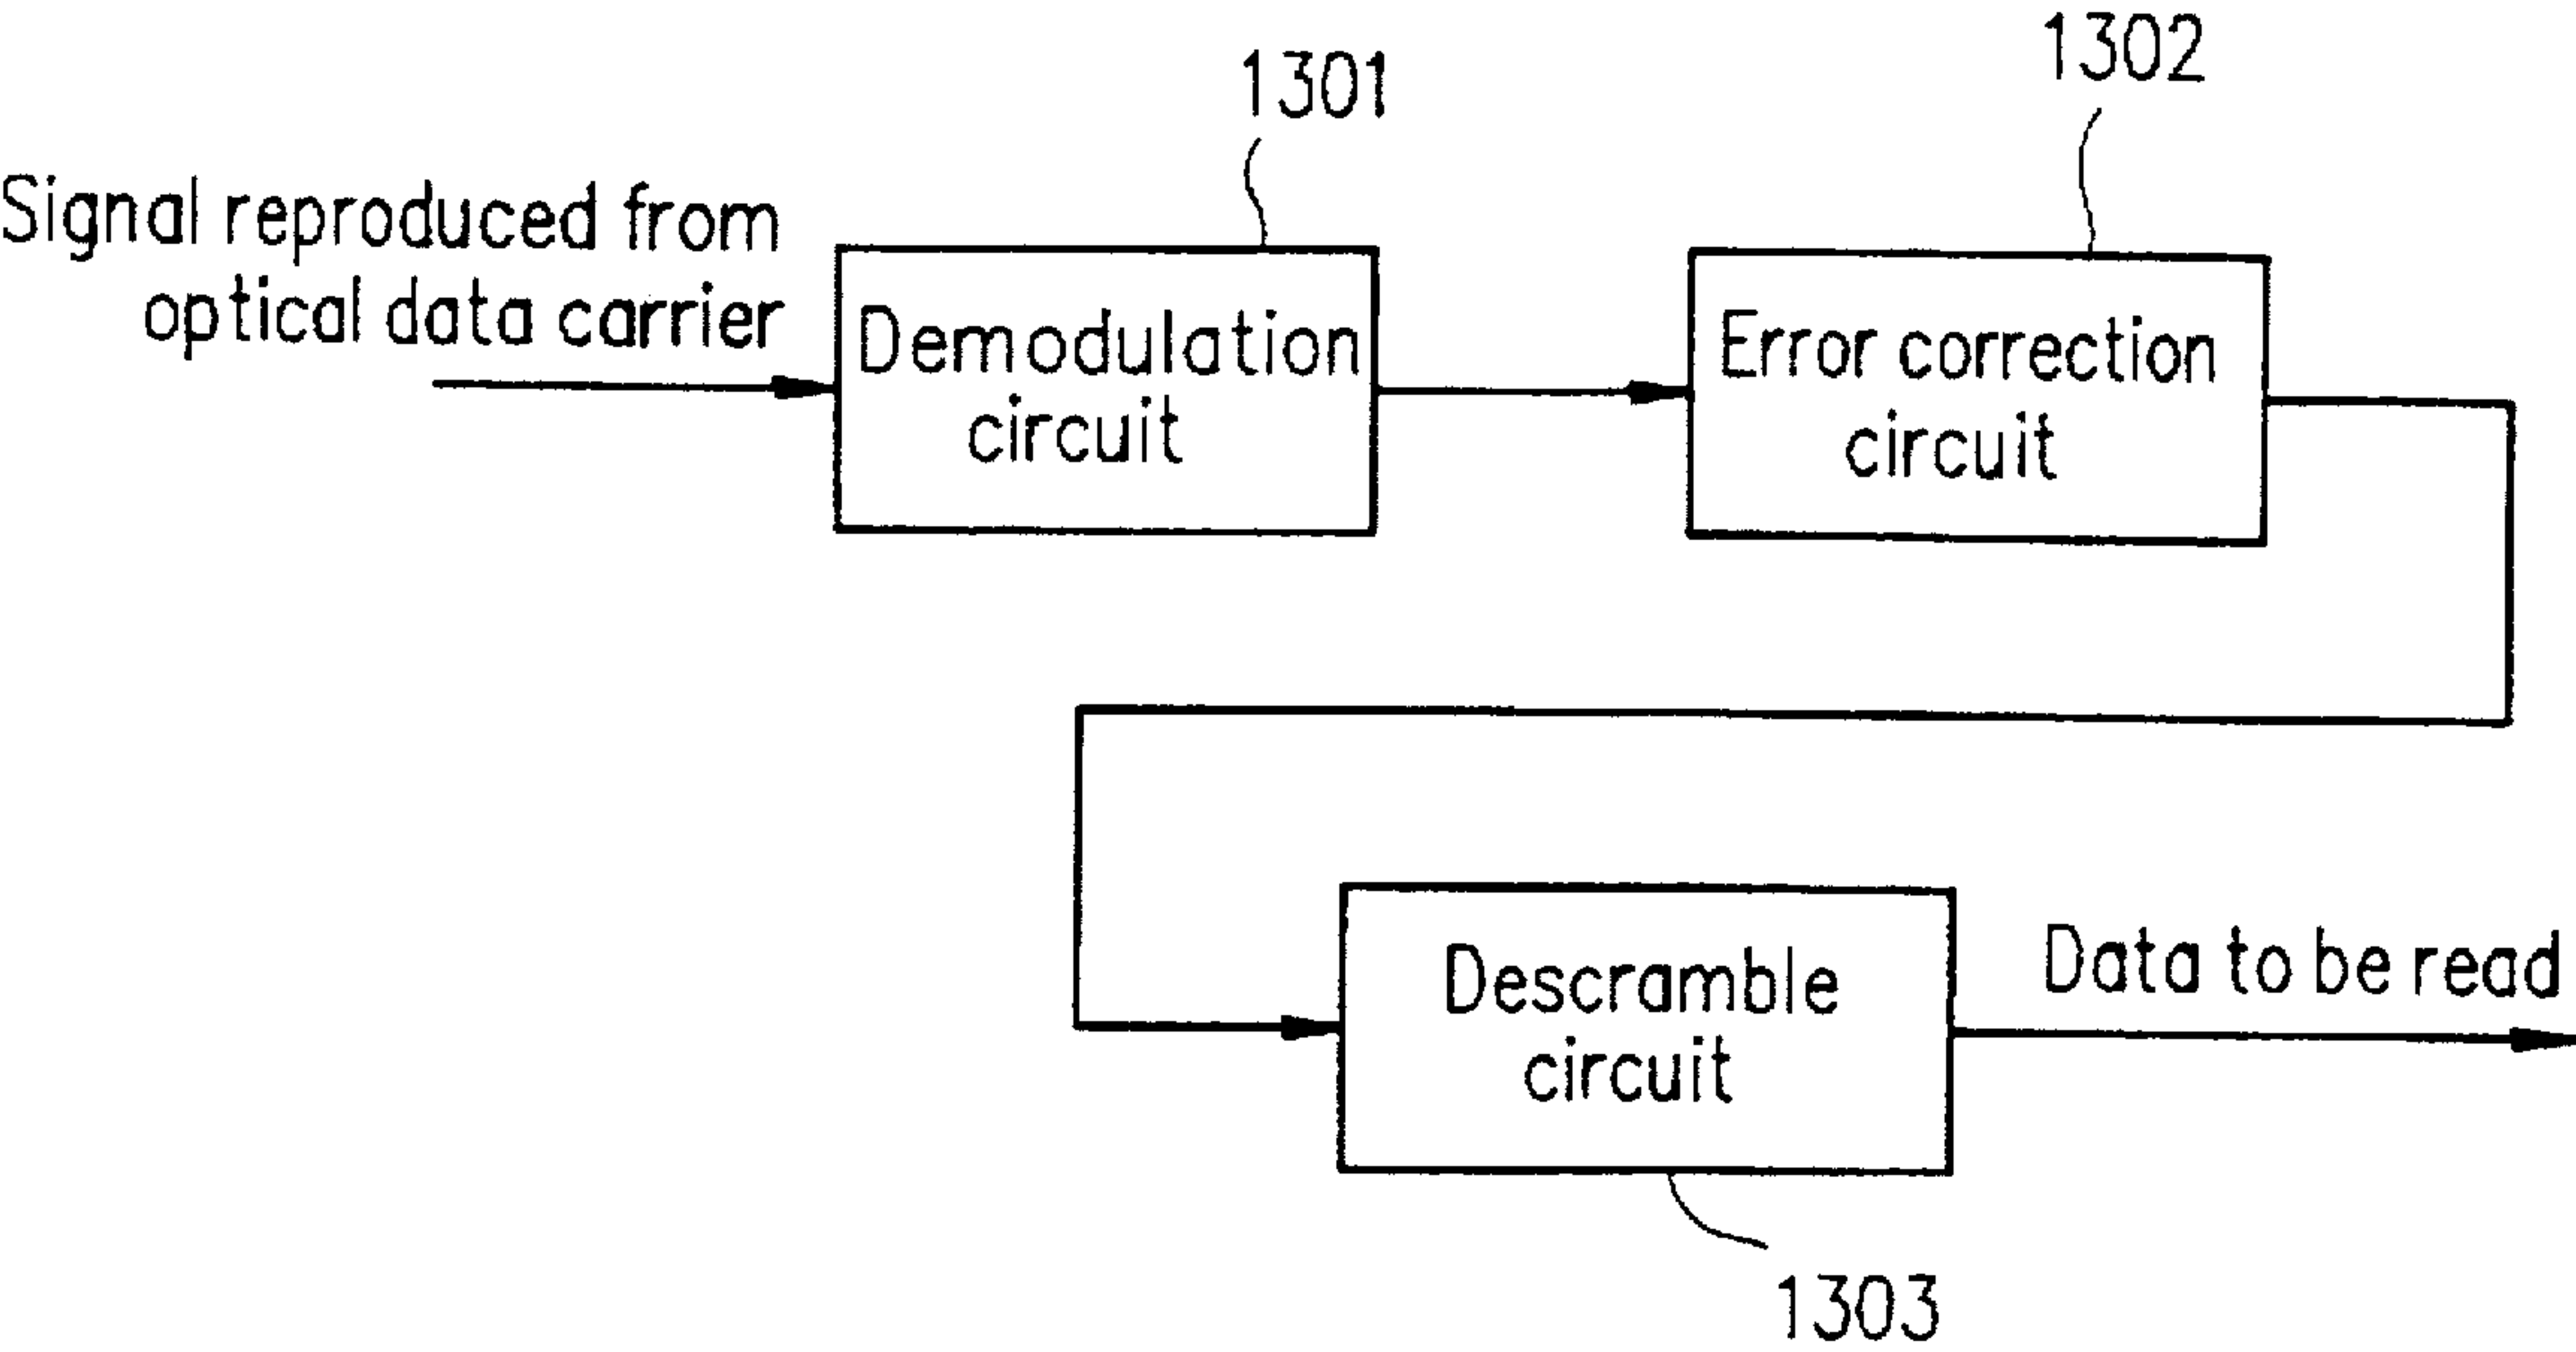 1301
1302
Signal reproduced from
optical data carrier
Demodulation
circuit
Error correction
circuit
Descramble
circuit
Data to be read
1303